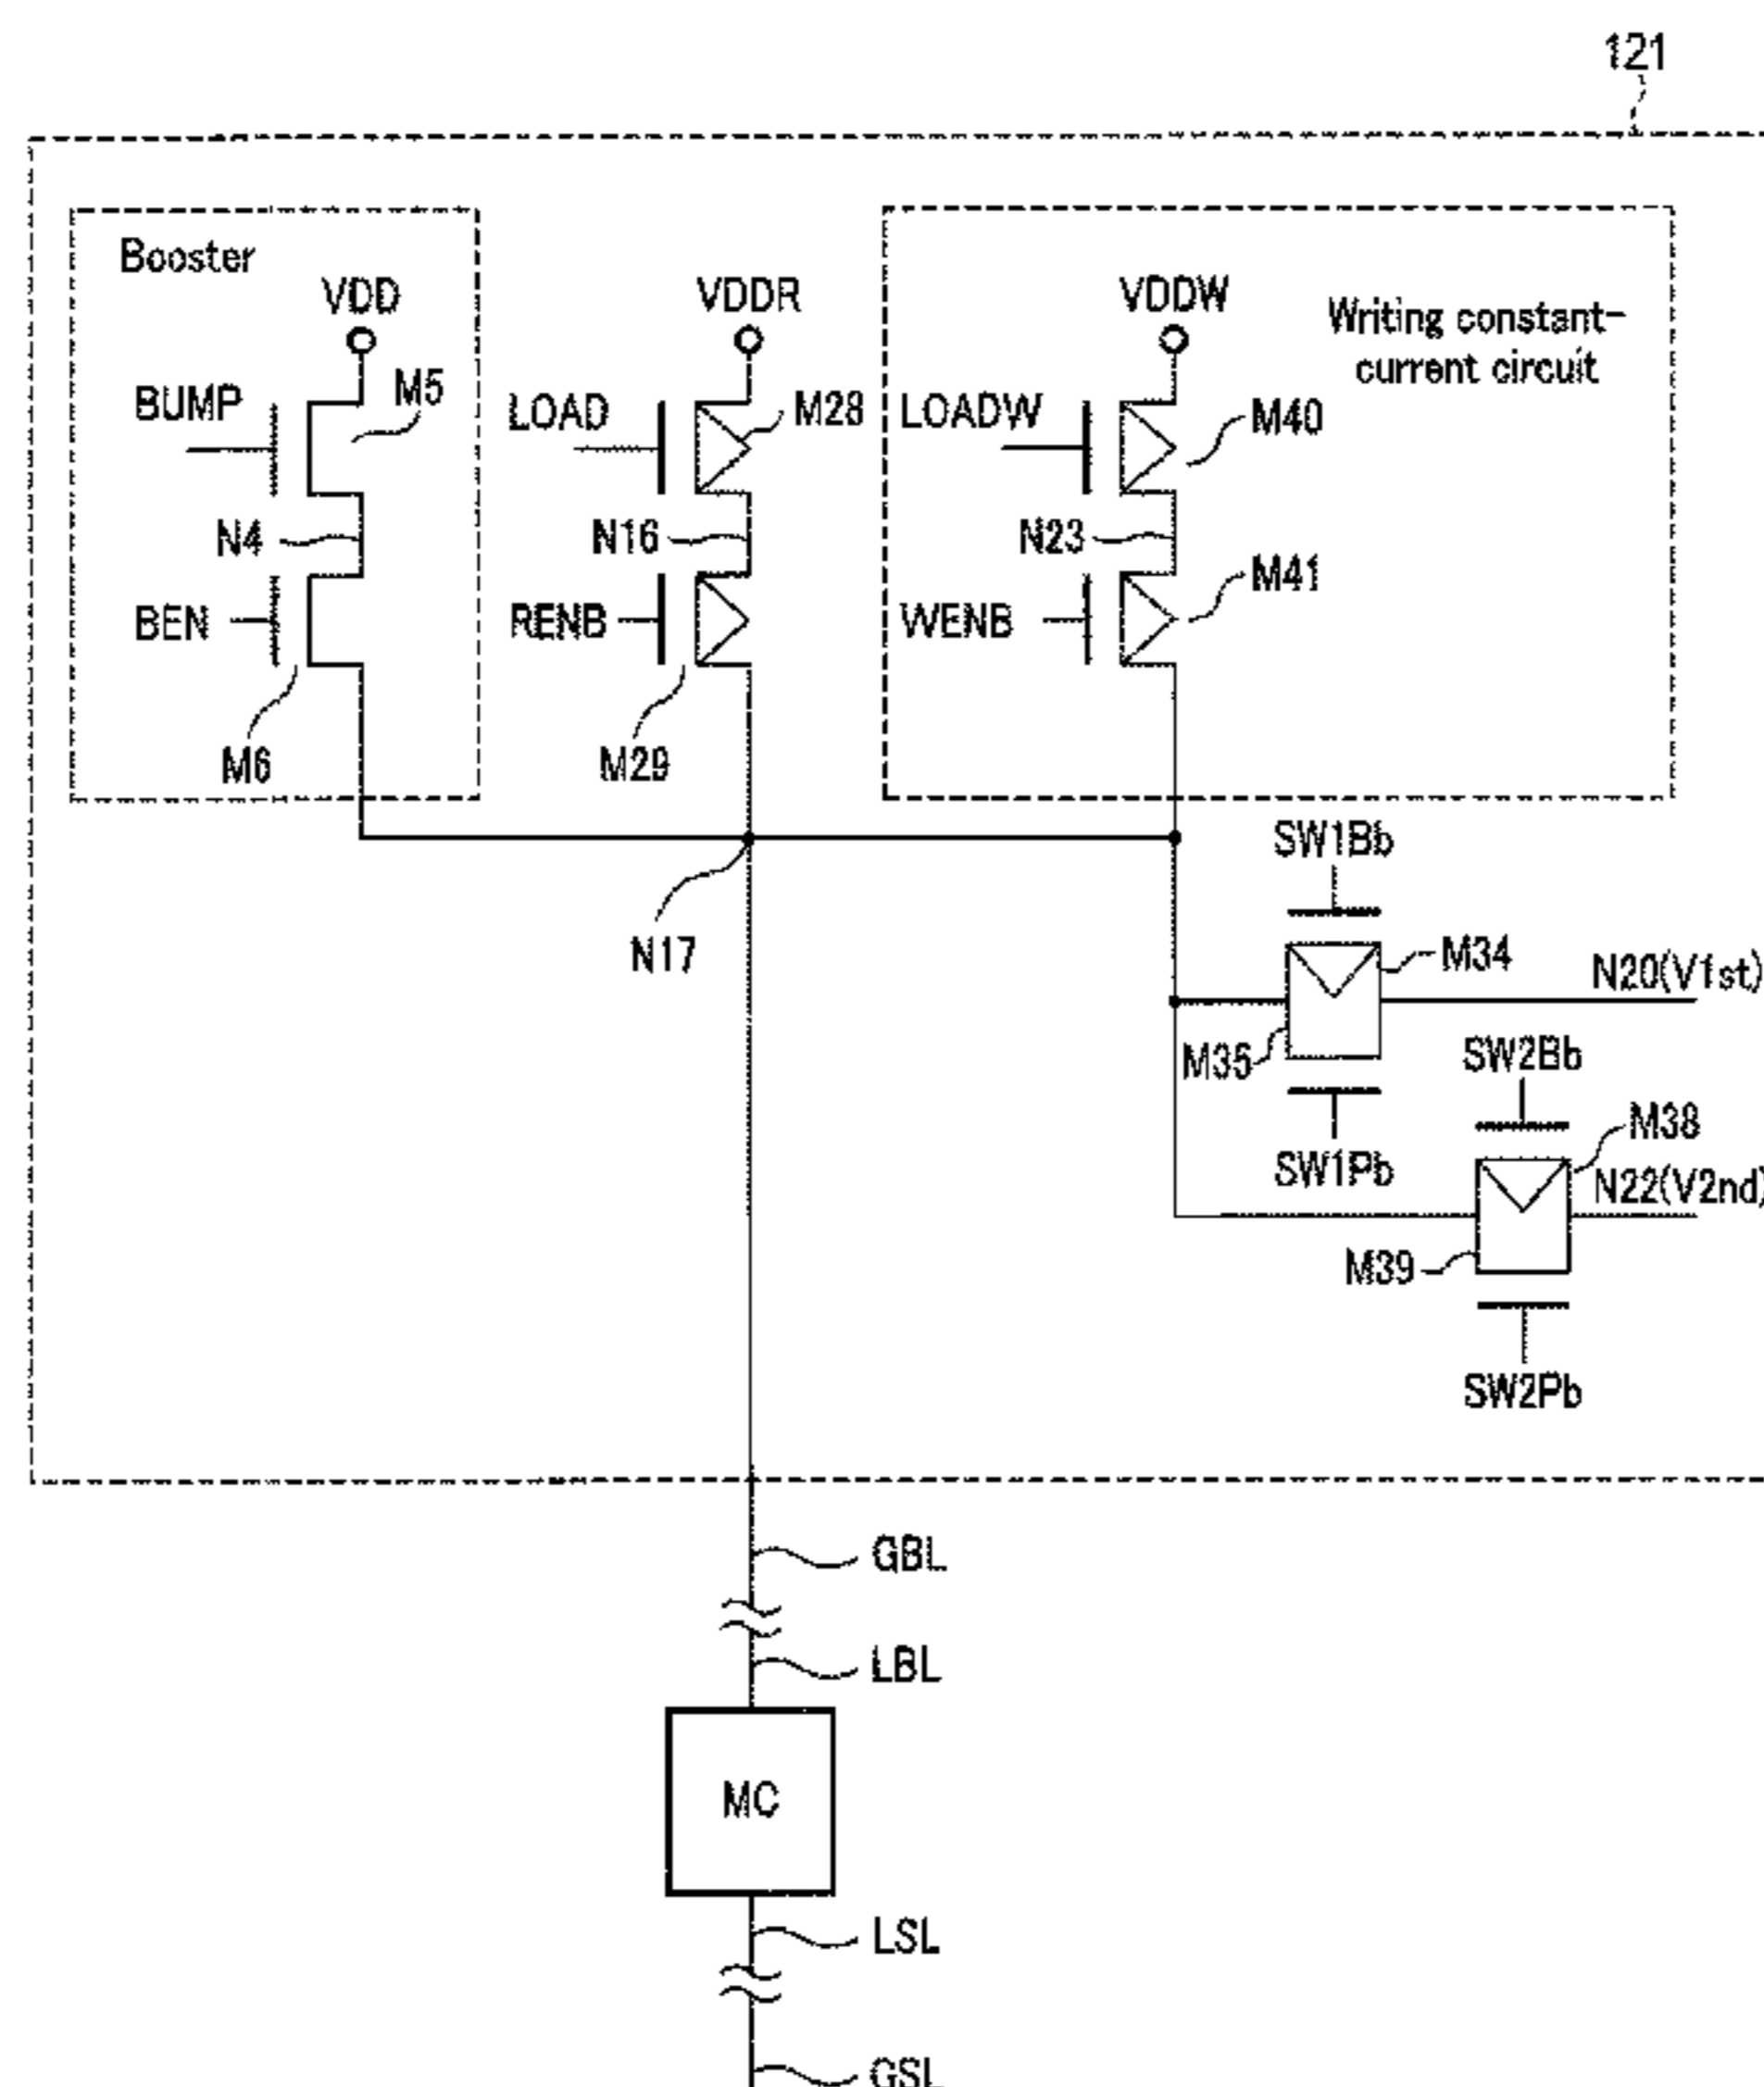 121
Booster
VDD
VDDR
VDDW
Writing constant-
current circuit
BUMP
M5
LOAD
M28
LOADW
M40
N4
N16
N23
BEN
RENB
WENB
M41
M6
M29
SW1Bb
N17
M34
N20(V1st)
M35
SW2Bb
SW1Pb
M38
N22(V2nd)
M39
SW2Pb
GBL
LBL
MC
LSL
GSL